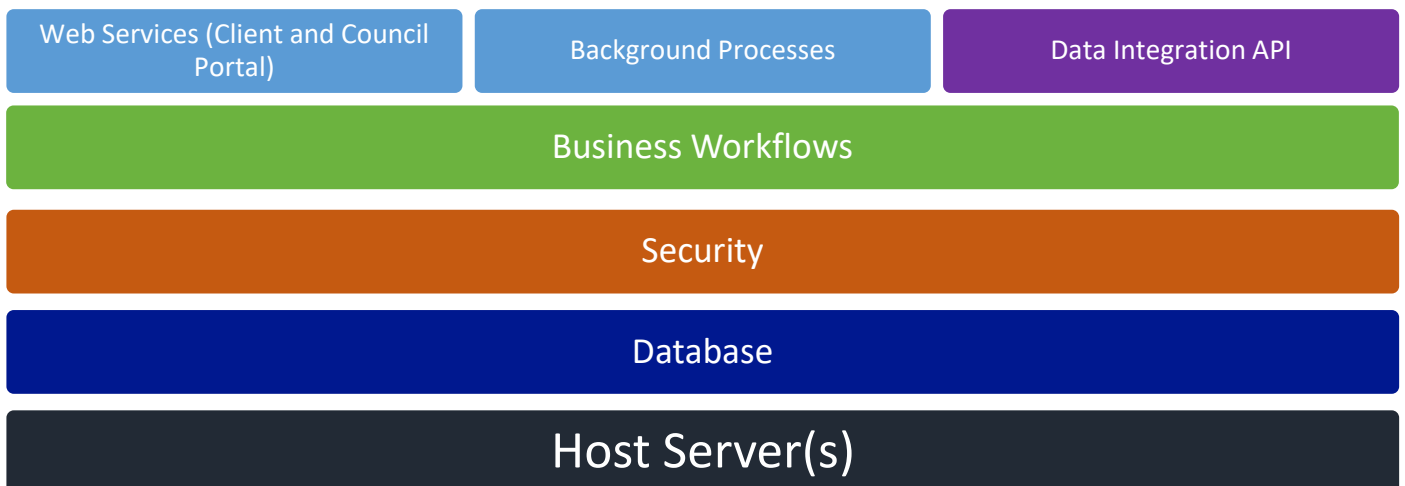 Web Services (Client and Council
Portal)
Background Processes
Data Integration API
Business Workflows
Security
Database
Host Server(s)